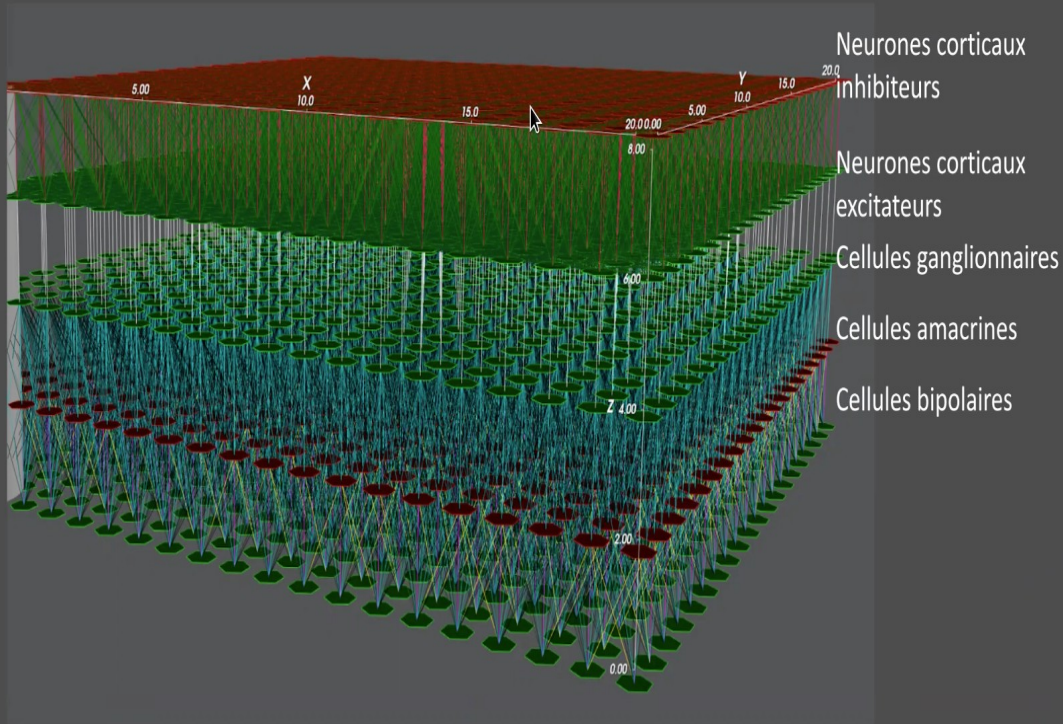 Neurones corticaux
inhibiteurs
Neurones corticaux
excitateurs
Cellules ganglionnaires
Cellules amacrines
Cellules bipolaires
X
5.00
10.0
15.0
20.0
Y
0.00
5.00
10.0
15.0
20.0
8.00
6.00
Z 4.00
2.00
0.00